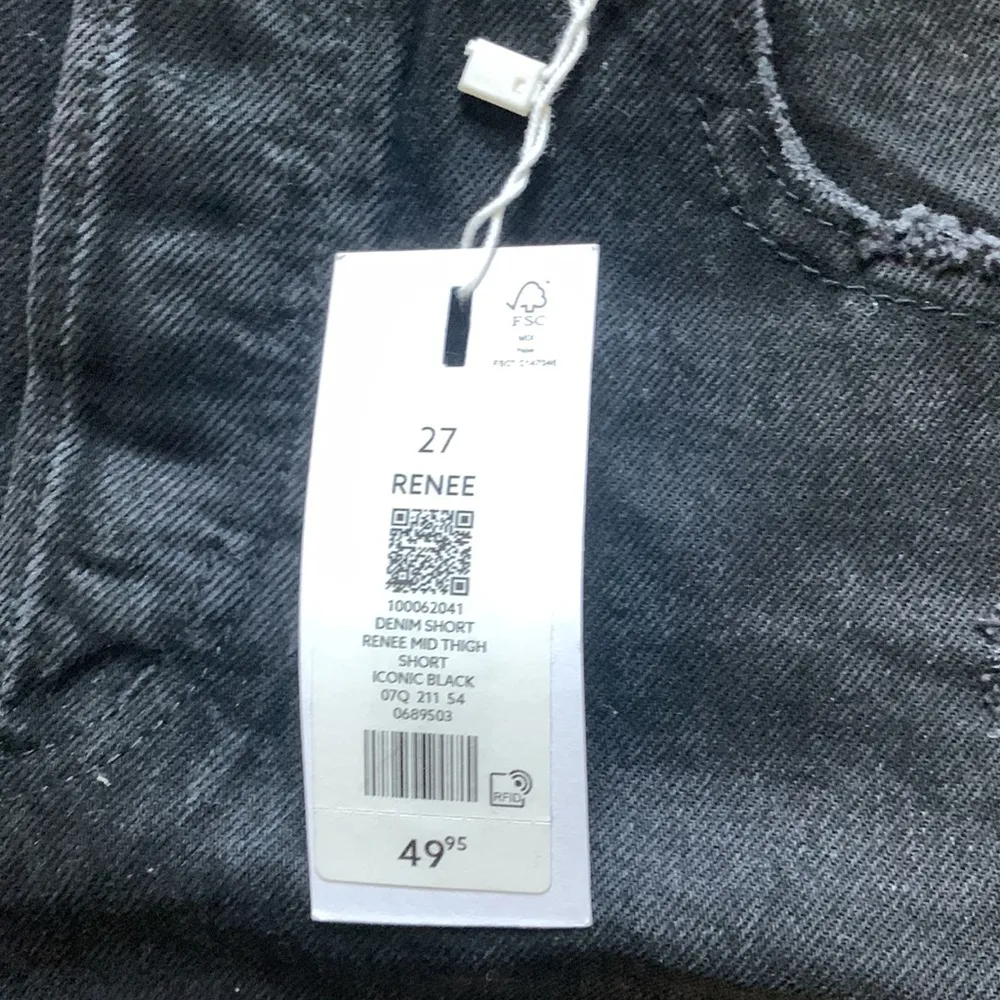 FSC
27
RENEE
100062041
DENIM SHORT
RENEE MID THIGH
SHORT
ICONIC BLACK
07Q 211 54
0689503
RFID
49⁹⁵